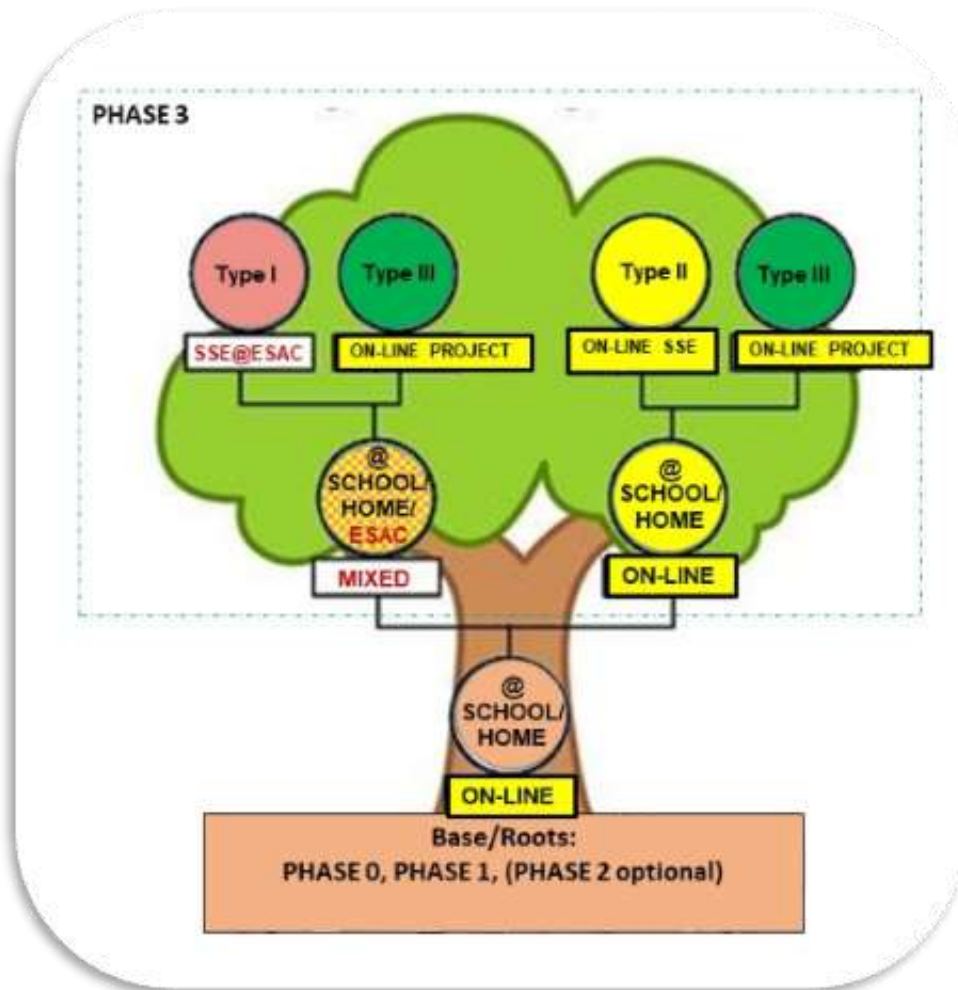 PHASE 3
Type I
Type III
Type II
Type III
SSE@ESAC
ON-LINE PROJECT
ON-LINE SSE
ON-LINE PROJECT
@
SCHOOL/
HOME/
ESAC
MIXED
@
SCHOOL/
HOME
ON-LINE
@
SCHOOL/
HOME
ON-LINE
Base/Roots:
PHASE 0, PHASE 1, (PHASE 2 optional)